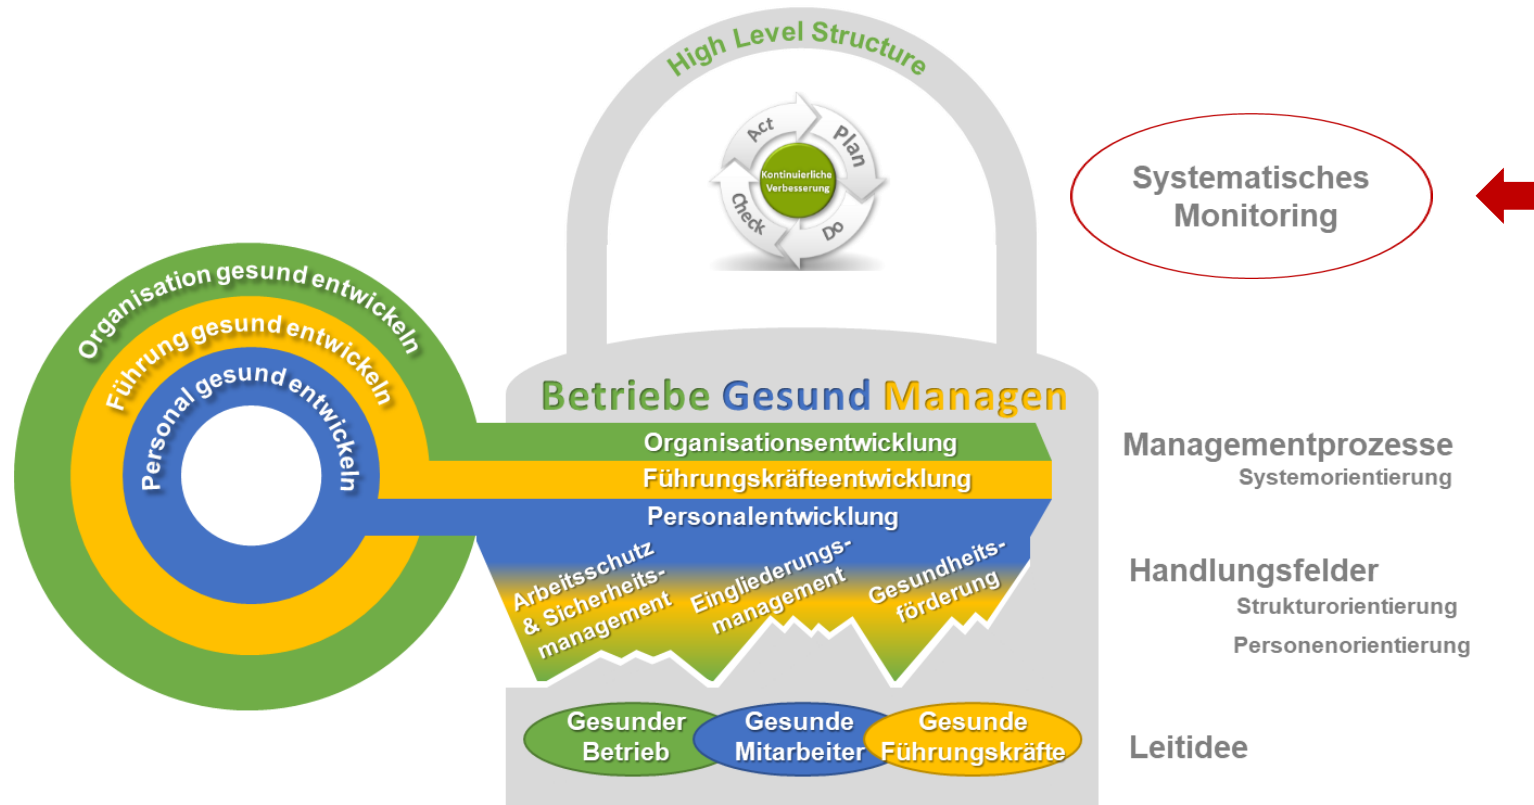 High Level Structure
Act
Plan
Kontinuierliche
Verbesserung
Check
Do
Systematisches
Monitoring
Organisation gesund entwickeln
Führung gesund entwickeln
Personal gesund entwickeln
Betriebe Gesund Managen
Organisationsentwicklung
Führungskräfteentwicklung
Personalentwicklung
Managementprozesse
Systemorientierung
Arbeitsschutz
& Sicherheits-
management
Eingliederungs-
management
Gesundheits-
förderung
Handlungsfelder
Strukturorientierung
Personenorientierung
Gesunder
Betrieb
Gesunde
Mitarbeiter
Gesunde
Führungskräfte
Leitidee